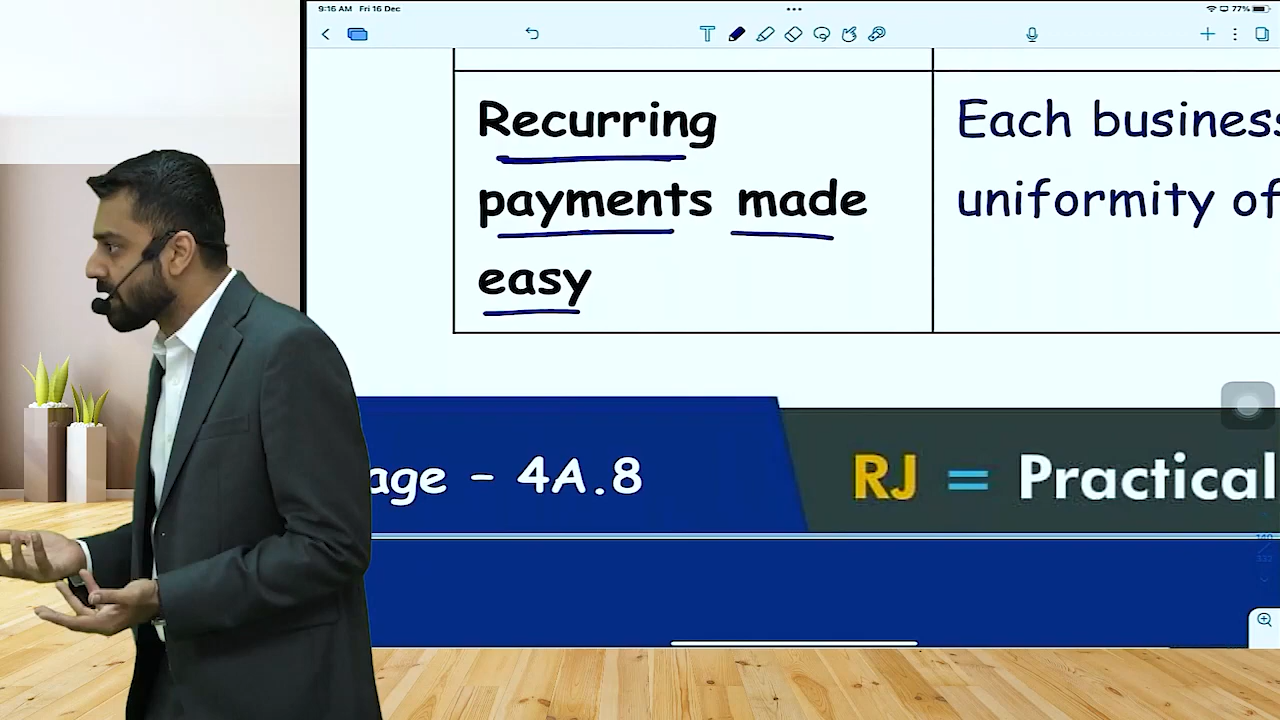 9:16 AM Fri 16 Dec
77%
Recurring
payments made
easy
Each business
uniformity of
age – 4A.8
RJ = Practical